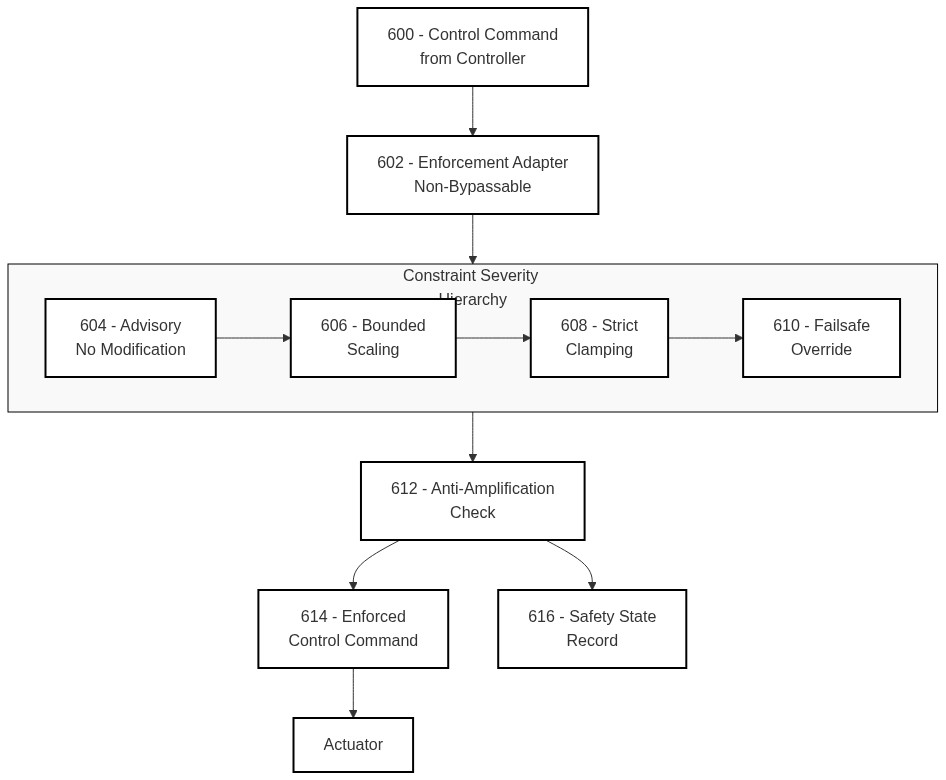 600 - Control Command
from Controller
602 - Enforcement Adapter
Non-Bypassable
Constraint Severity
Hierarchy
604 - Advisory
No Modification
606 - Bounded
Scaling
608 - Strict
Clamping
610 - Failsafe
Override
612 - Anti-Amplification
Check
614 - Enforced
Control Command
616 - Safety State
Record
Actuator